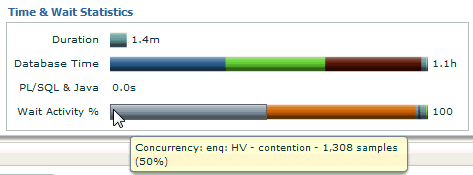 Time & Wait Statistics
Duration 1.4m
Database Time 1.1h
PL/SQL & Java 0.0s
Wait Activity % 100
Concurrency: enq: HV - contention - 1,308 samples
(50%)